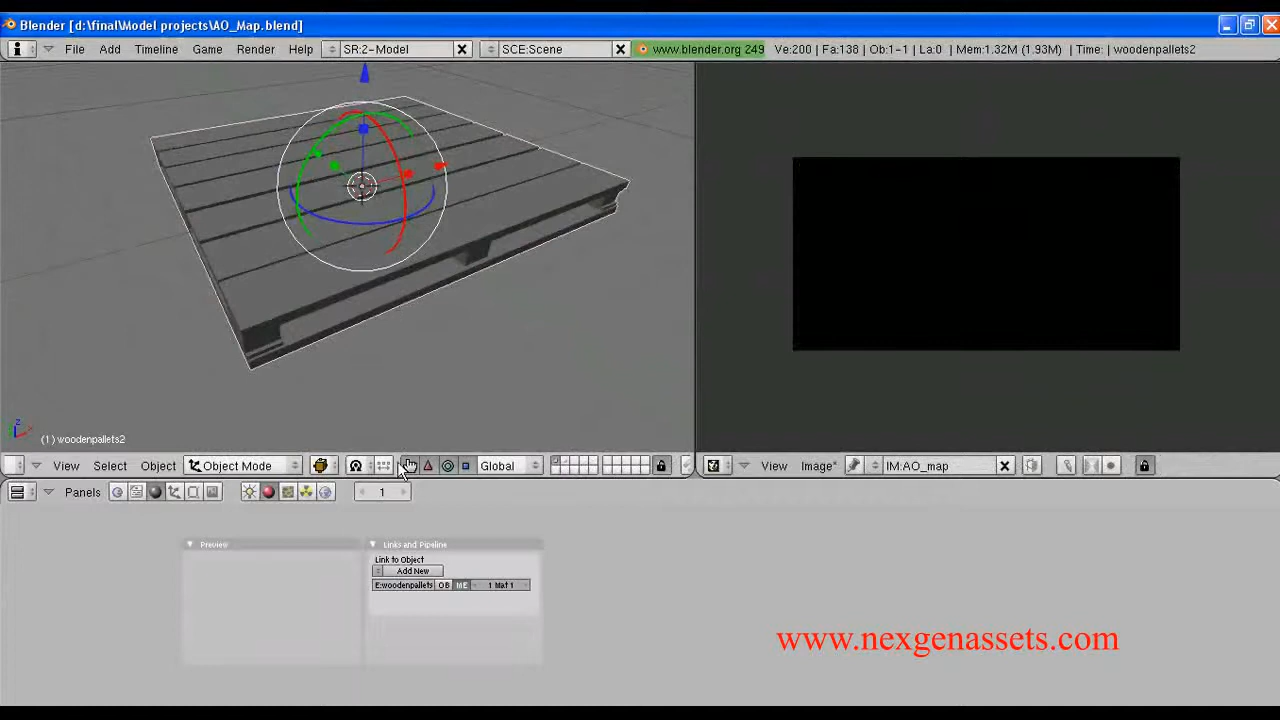 Blender [d:\final\Model projects\AO_Map.blend]
File Add Timeline Game Render Help SR:2-Model SCE:Scene www.blender.org 249 Ve:200 | Fa:138 | Ob:1-1 | La:0 | Mem:1.32M (1.93M) | Time: | woodenpallets2
z
(1) woodenpallets2
View Select Object Object Mode Global View Image* IM:AO_map
Panels 1
Preview Links and Pipeline
Link to Object
Add New
E:woodenpallets OB ME 1 Mat 1
www.nexgenassets.com